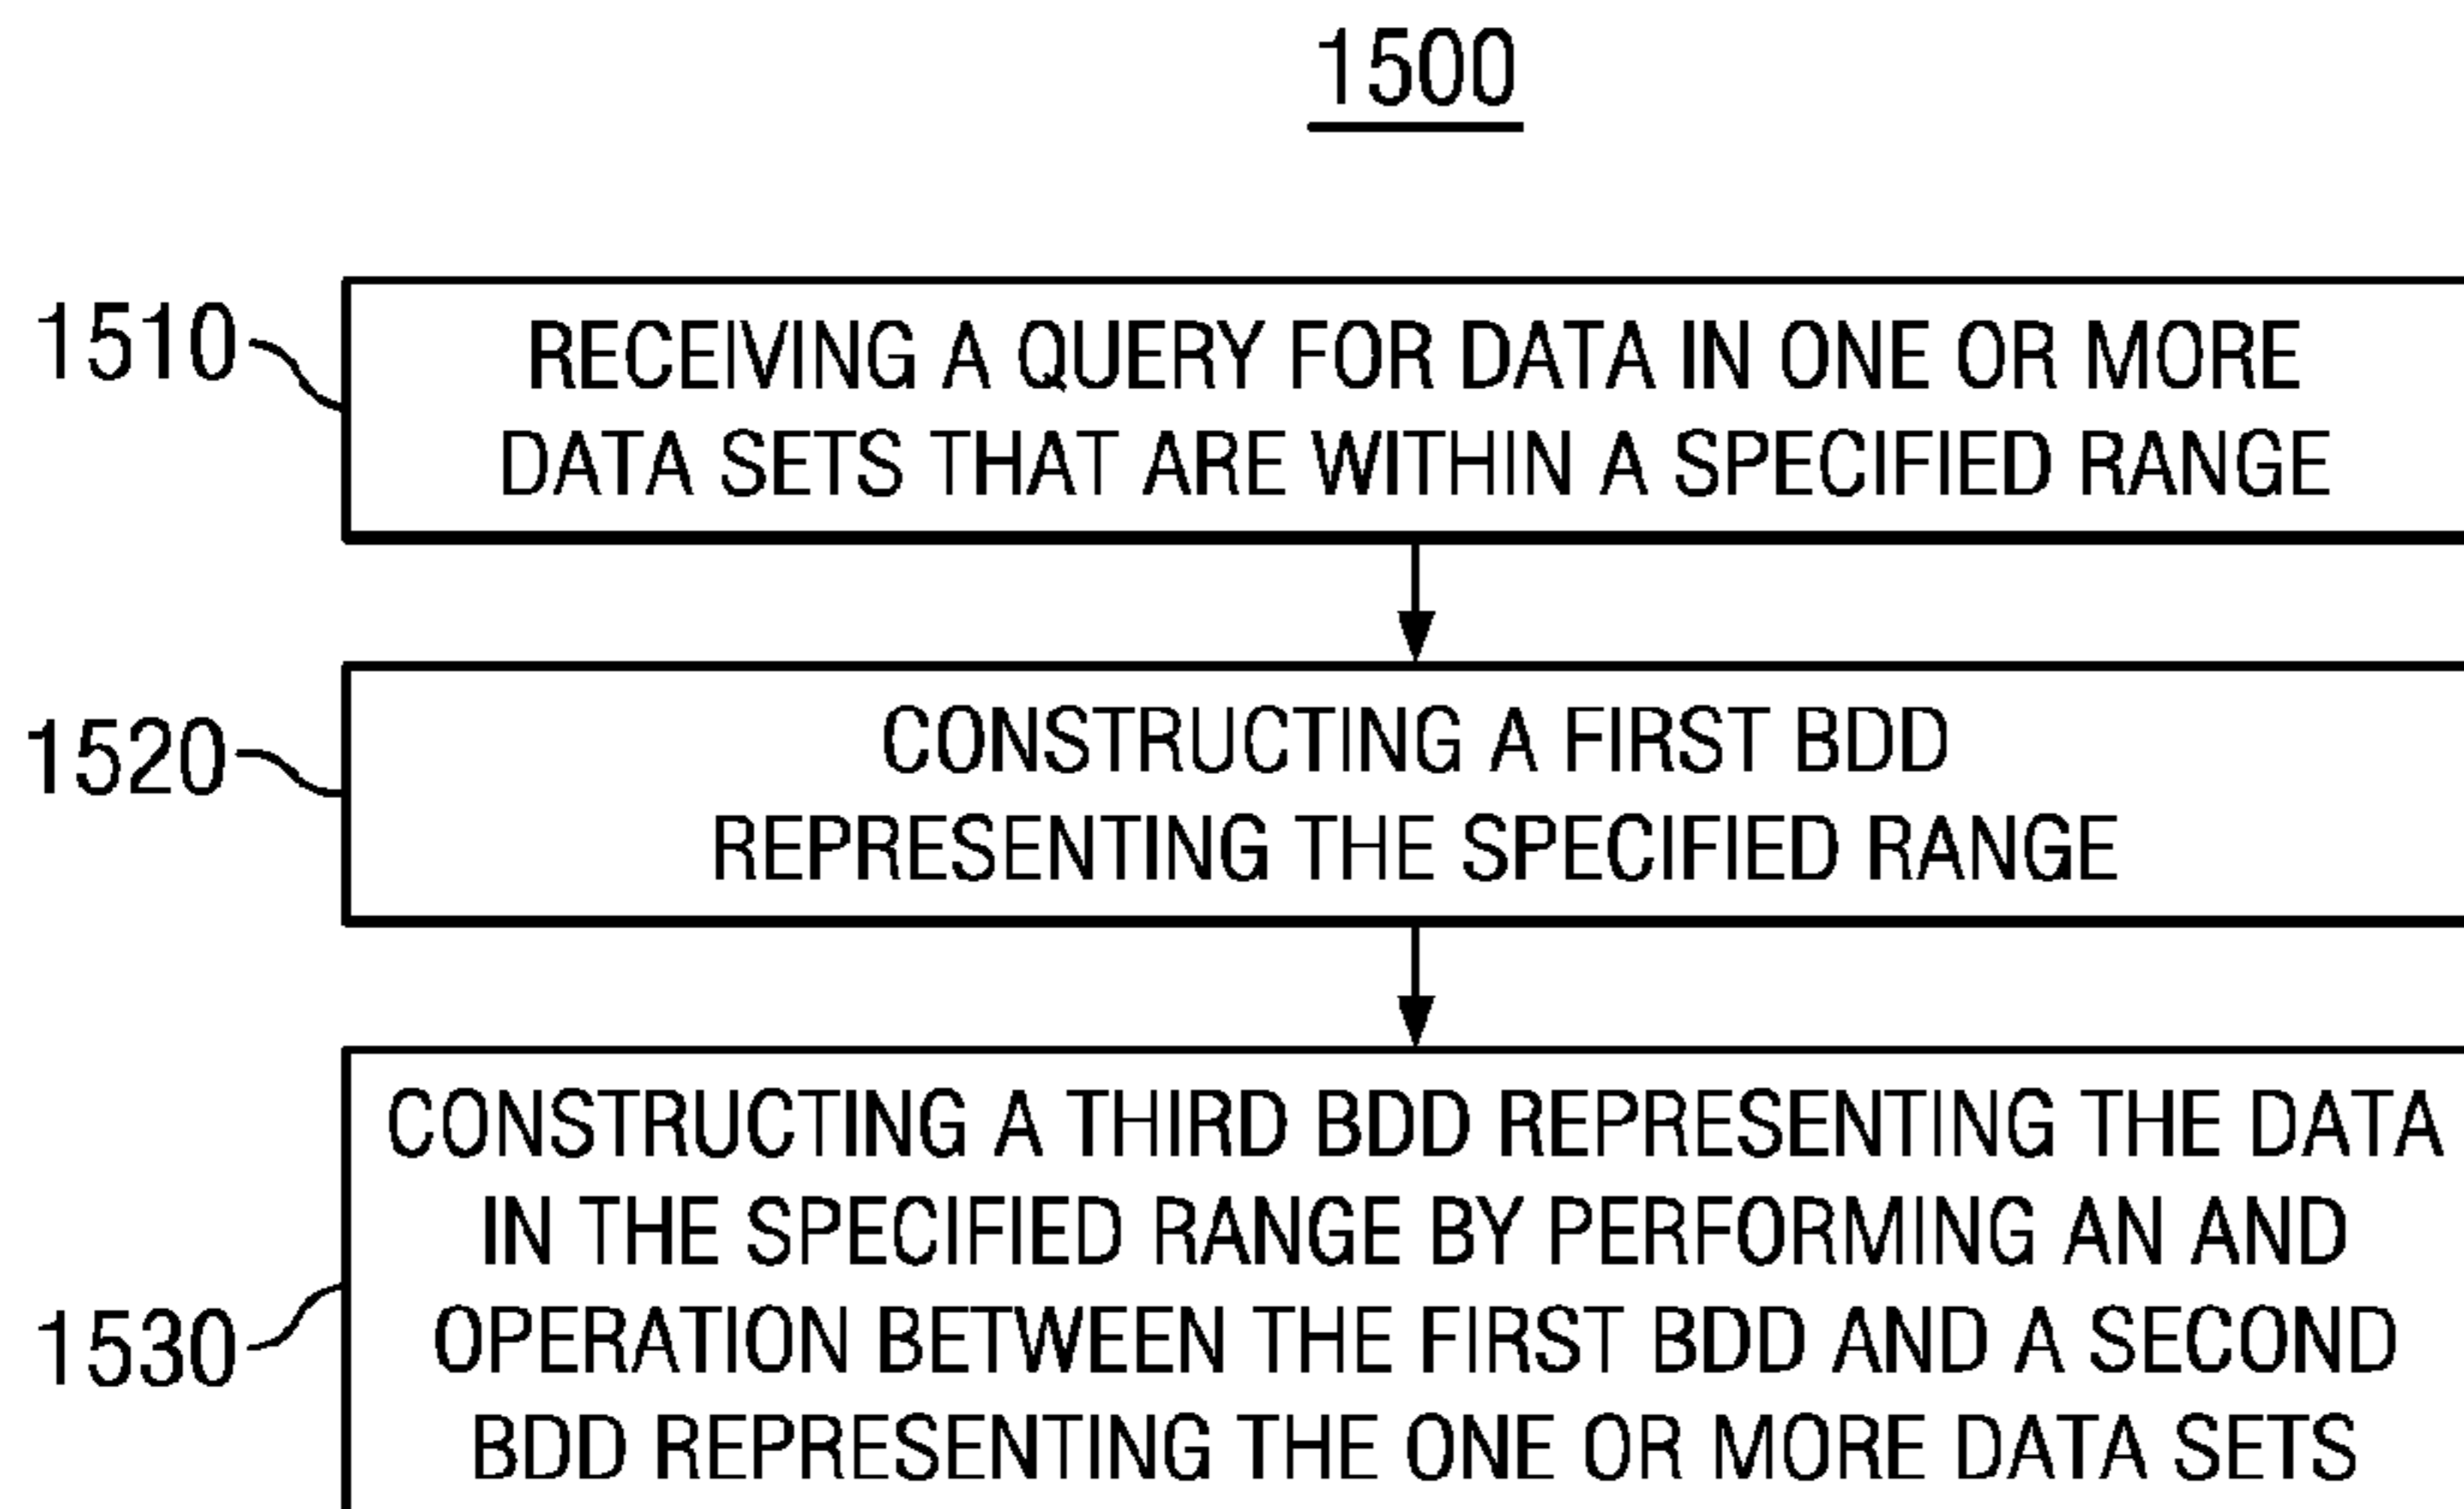 1500
1510
RECEIVING A QUERY FOR DATA IN ONE OR MORE
DATA SETS THAT ARE WITHIN A SPECIFIED RANGE
1520
CONSTRUCTING A FIRST BDD
REPRESENTING THE SPECIFIED RANGE
1530
CONSTRUCTING A THIRD BDD REPRESENTING THE DATA
IN THE SPECIFIED RANGE BY PERFORMING AN AND
OPERATION BETWEEN THE FIRST BDD AND A SECOND
BDD REPRESENTING THE ONE OR MORE DATA SETS